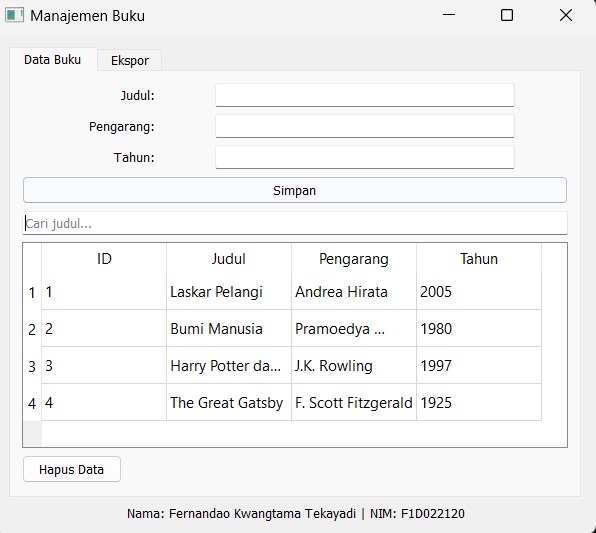 Manajemen Buku
Data Buku Ekspor
Judul:
Pengarang:
Tahun:
Simpan
Cari judul...
ID Judul Pengarang Tahun
1 1 Laskar Pelangi Andrea Hirata 2005
2 2 Bumi Manusia Pramoedya ... 1980
3 3 Harry Potter da... J.K. Rowling 1997
4 4 The Great Gatsby F. Scott Fitzgerald 1925
Hapus Data
Nama: Fernandao Kwangtama Tekayadi | NIM: F1D022120